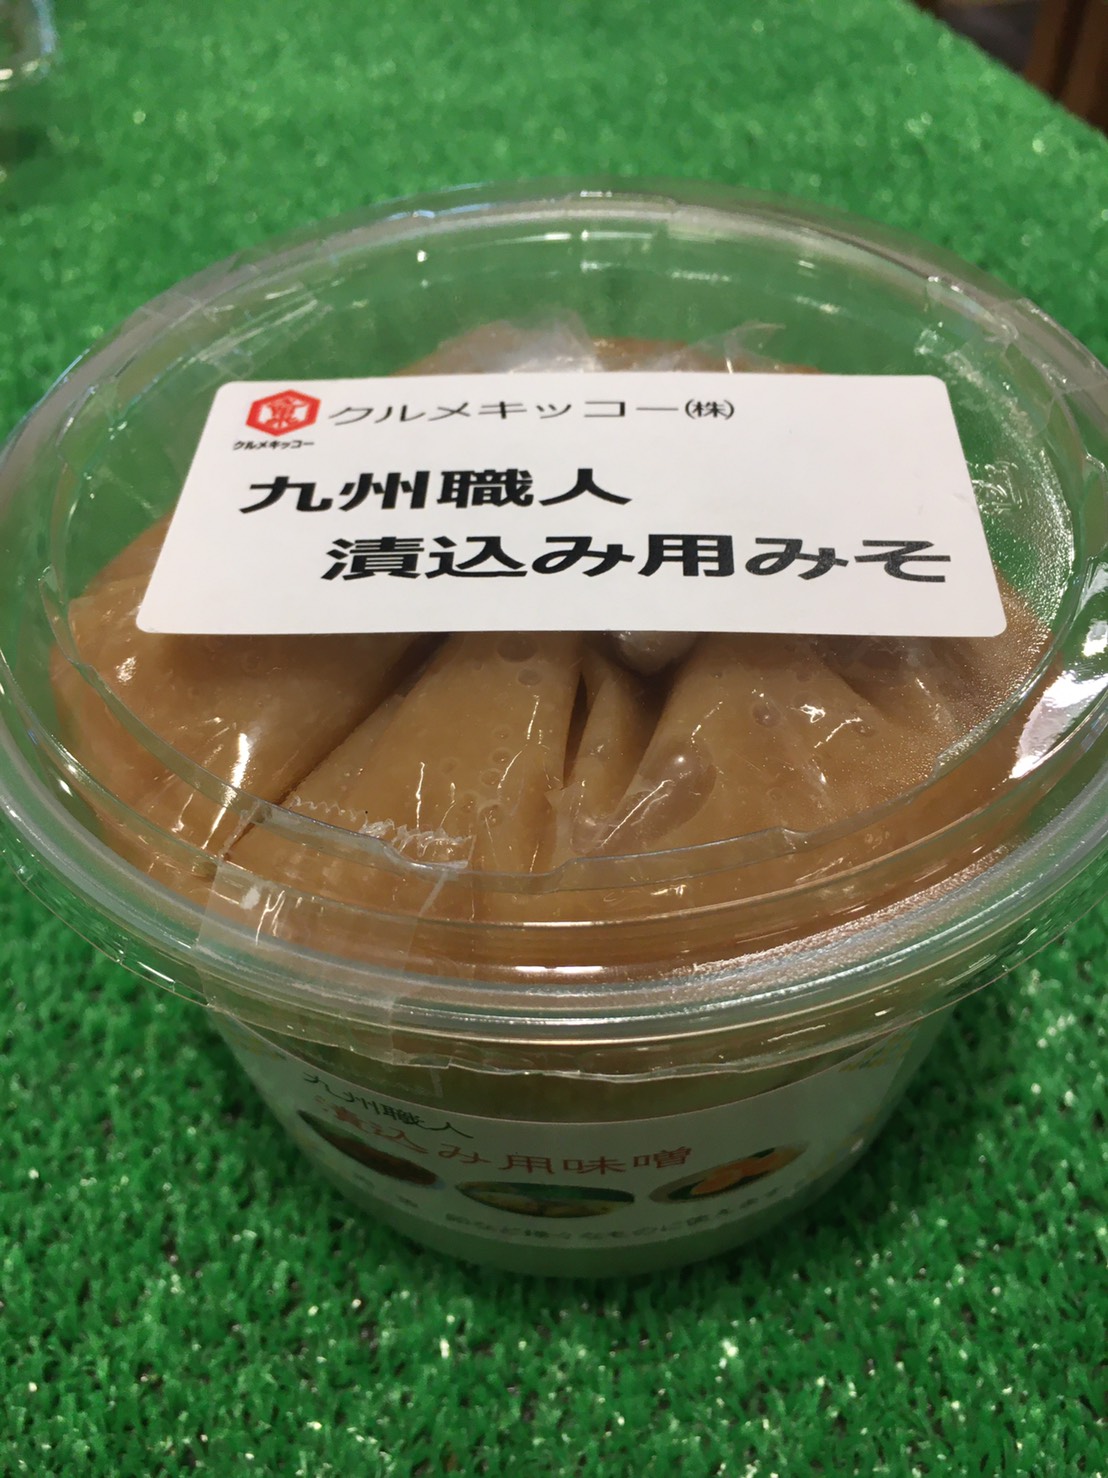 クルメキッコー㈱
クルメキッコー
九州職人
漬込み用みそ
九州職人
漬込み用味噌